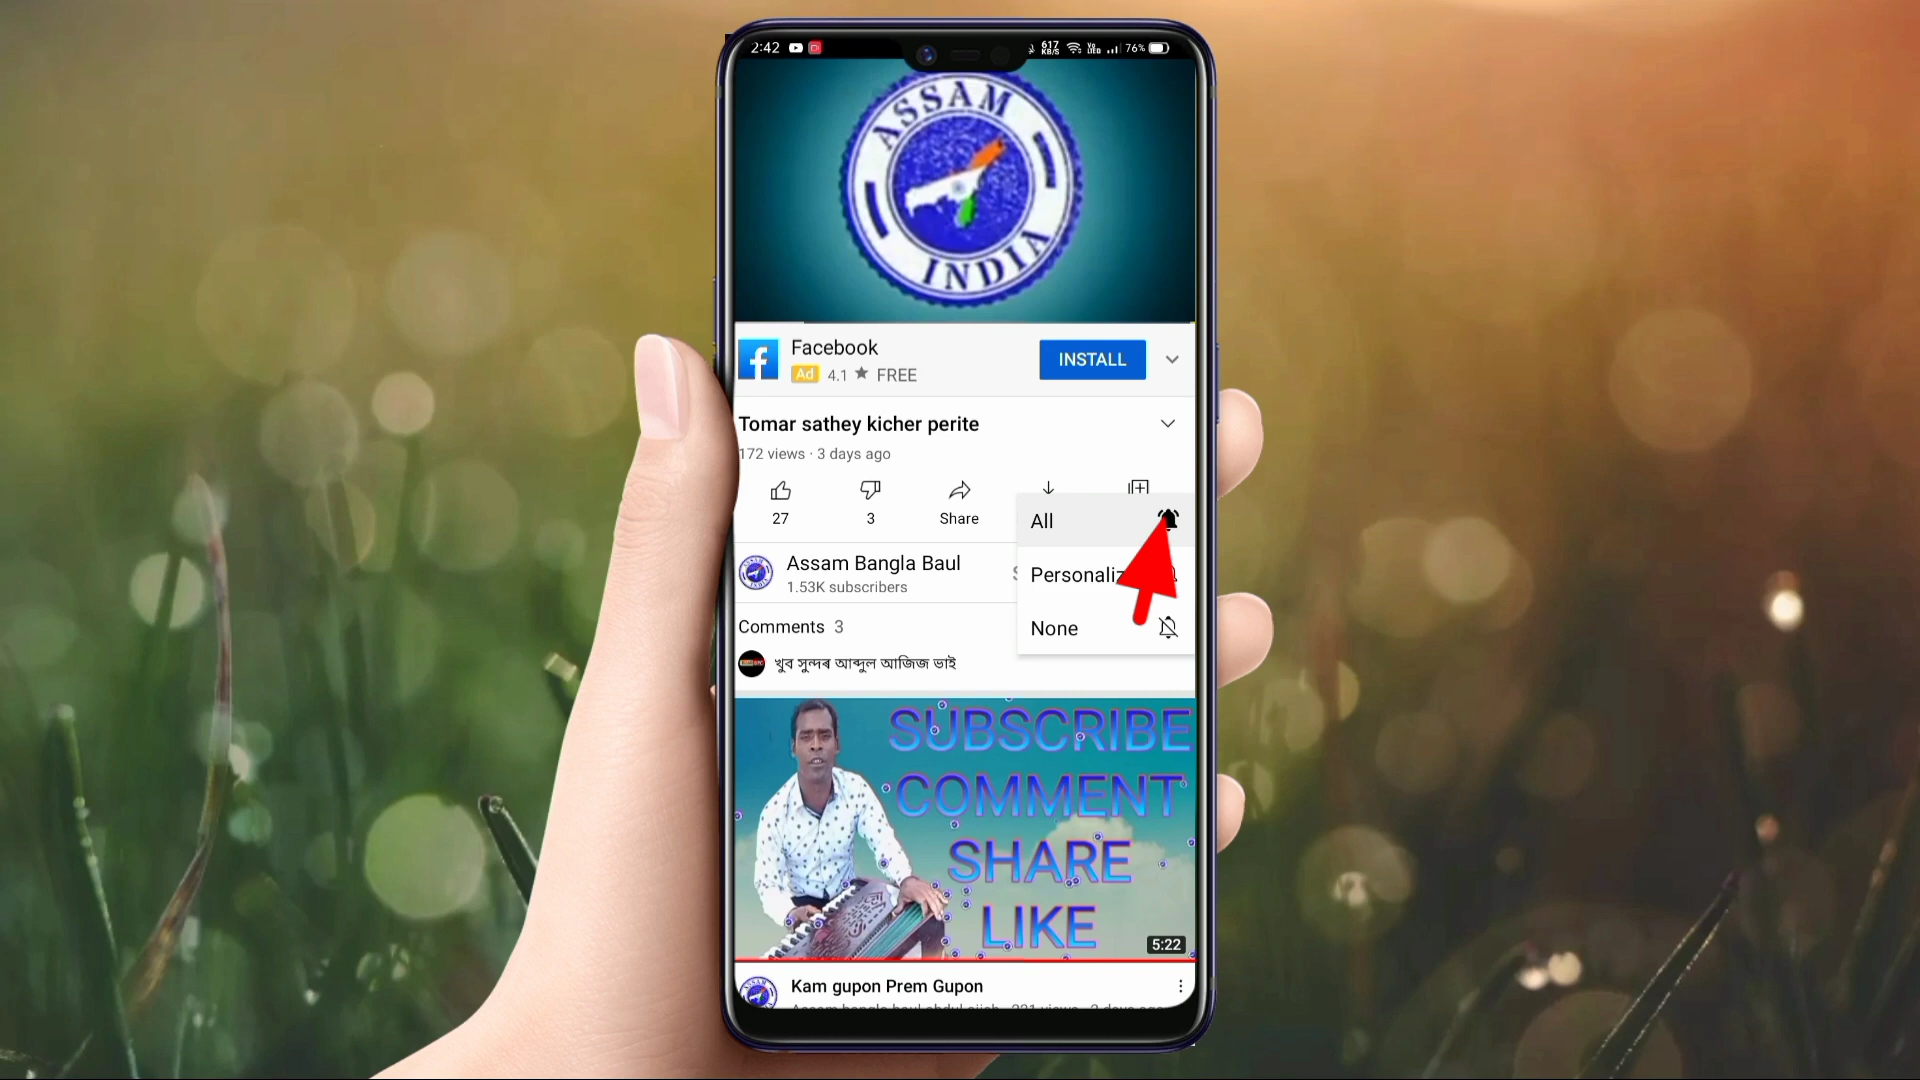 2:42
617 KB/S
76%
ASSAM
INDIA
Facebook
Ad 4.1 ★ FREE
INSTALL
Tomar sathey kicher perite
172 views · 3 days ago
27
3
Share
All
Assam Bangla Baul
1.53K subscribers
None
Comments 3
খুব সুন্দৰ আব্দুল আজিজ ভাই
SUBSCRIBE
COMMENT
SHARE
LIKE
5:22
Kam gupon Prem Gupon